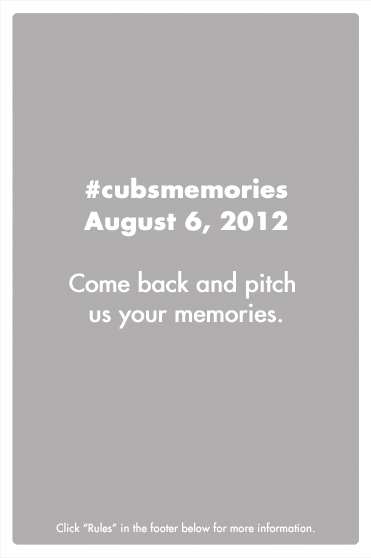 #cubsmemories
August 6, 2012
Come back and pitch
us your memories.
Click “Rules” in the footer below for more information.